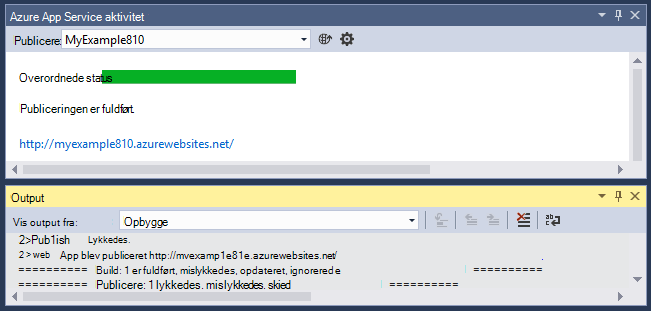 Azure App Service aktivitet
Publicere: MyExample810
Overordnede status
Publiceringen er fuldført.
http://myexample810.azurewebsites.net/
Output
Vis output fra: Opbygge
2>Pub1ish Lykkedes.
2 > web App blev publiceret http://mvexamp1e81e.azurewebsites.net/
========== Build: 1 er fuldført, mislykkedes, opdateret, ignorerede ==========
========== Publicere: 1 lykkedes. mislykkedes. skied ==========